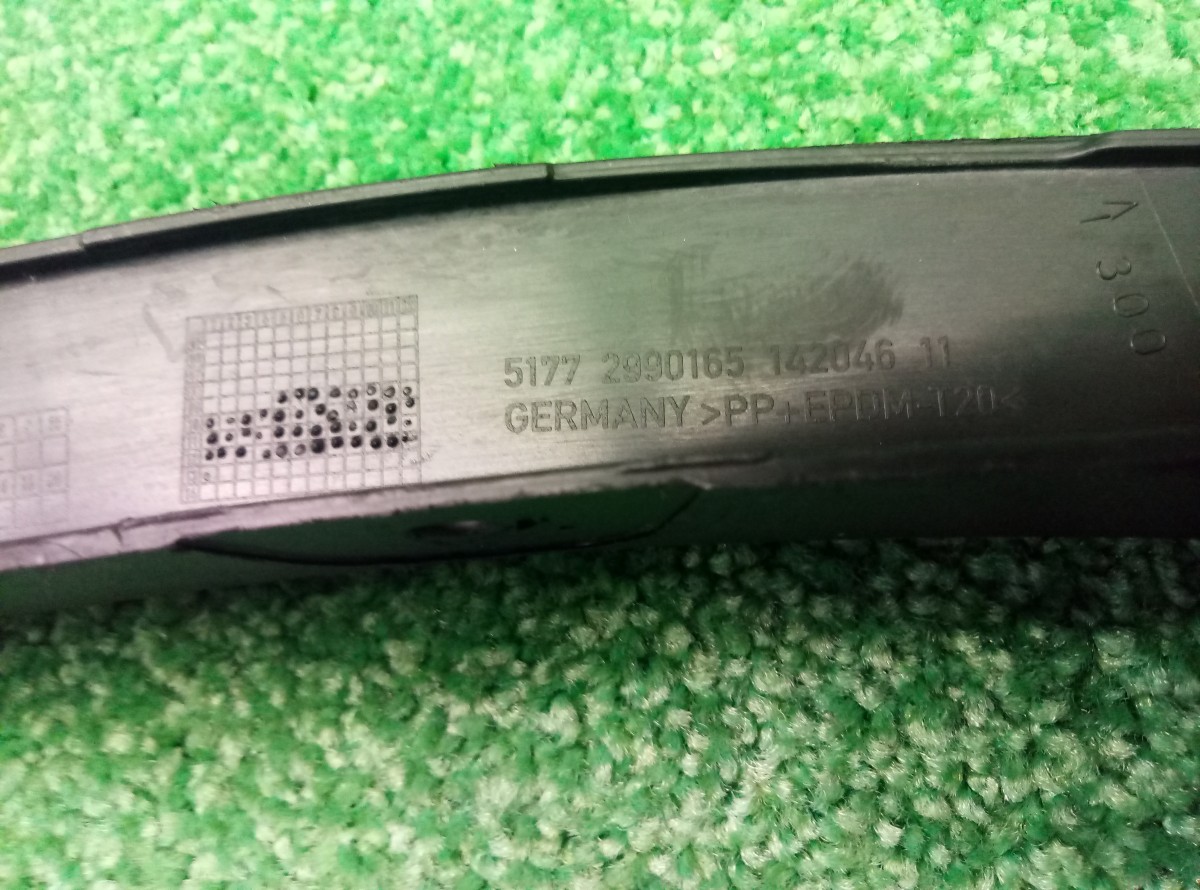 5177 2990165 142046 11
GERMANY >PP+EPDM-T20<
300